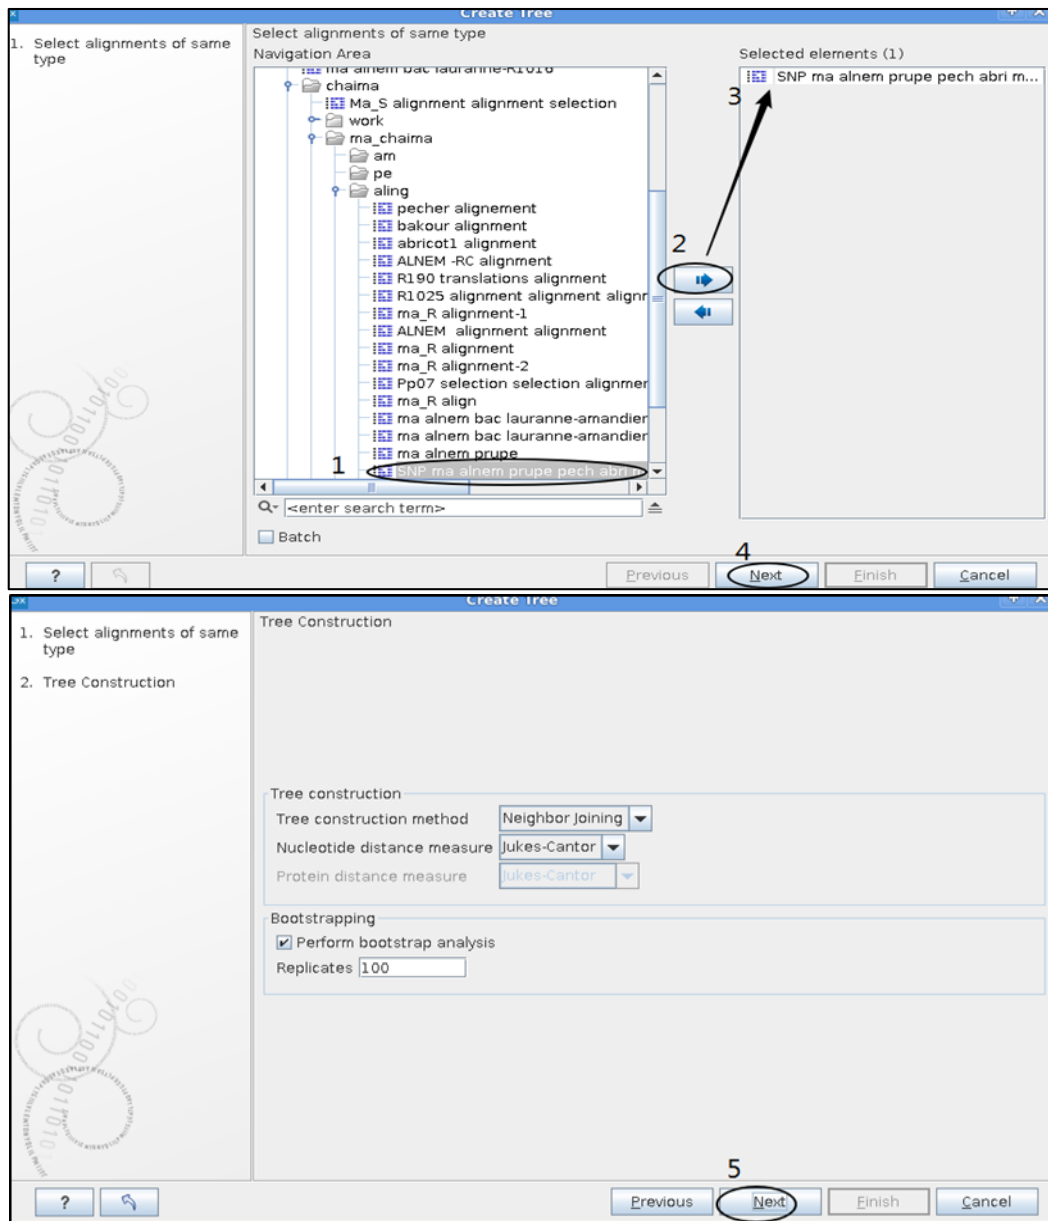 Create Tree
1. Select alignments of same type
Select alignments of same type
Navigation Area
ma alnem bac lauranne-R1016
chaima
Ma_S alignment alignment selection
work
ma_chaima
am
pe
aling
pecher alignement
bakour alignment
abricot1 alignment
ALNEM -RC alignment
R190 translations alignment
R1025 alignment alignment alignr
ma_R alignment-1
ALNEM alignment alignment
ma_R alignment
ma_R alignment-2
Pp07 selection selection alignmer
ma_R align
ma alnem bac lauranne-amandier
ma alnem bac lauranne-amandier
ma alnem prupe
1
SNP ma alnem prupe pech abri m
<enter search term>
Batch
2
3
Selected elements (1)
SNP ma alnem prupe pech abri m...
4
?
Previous
Next
Finish
Cancel
Create Tree
1. Select alignments of same type
2. Tree Construction
Tree Construction
Tree construction
Tree construction method Neighbor Joining
Nucleotide distance measure Jukes-Cantor
Protein distance measure Jukes-Cantor
Bootstrapping
Perform bootstrap analysis
Replicates 100
5
?
Previous
Next
Finish
Cancel